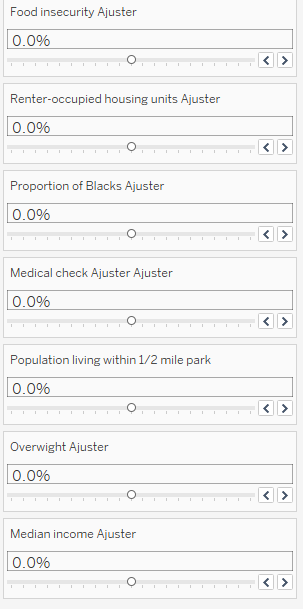 Food insecurity Ajuster
0.0%
Renter-occupied housing units Ajuster
0.0%
Proportion of Blacks Ajuster
0.0%
Medical check Ajuster Ajuster
0.0%
Population living within 1/2 mile park
0.0%
Overwight Ajuster
0.0%
Median income Ajuster
0.0%